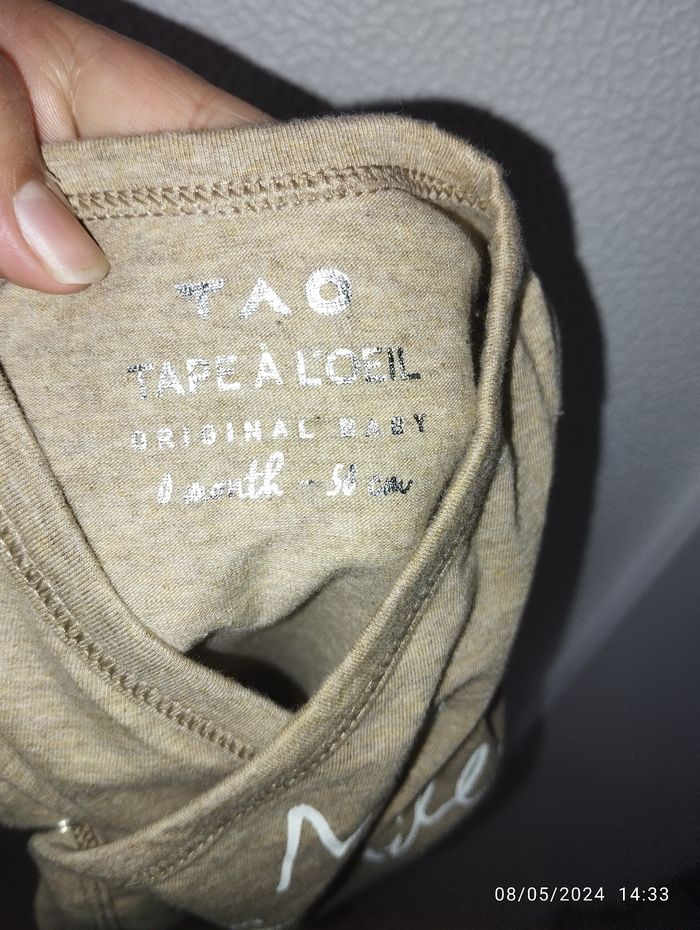 TAO
TAPE À L'OEIL
ORIGINAL BABY
0 month - 50 cm
08/05/2024 14:33